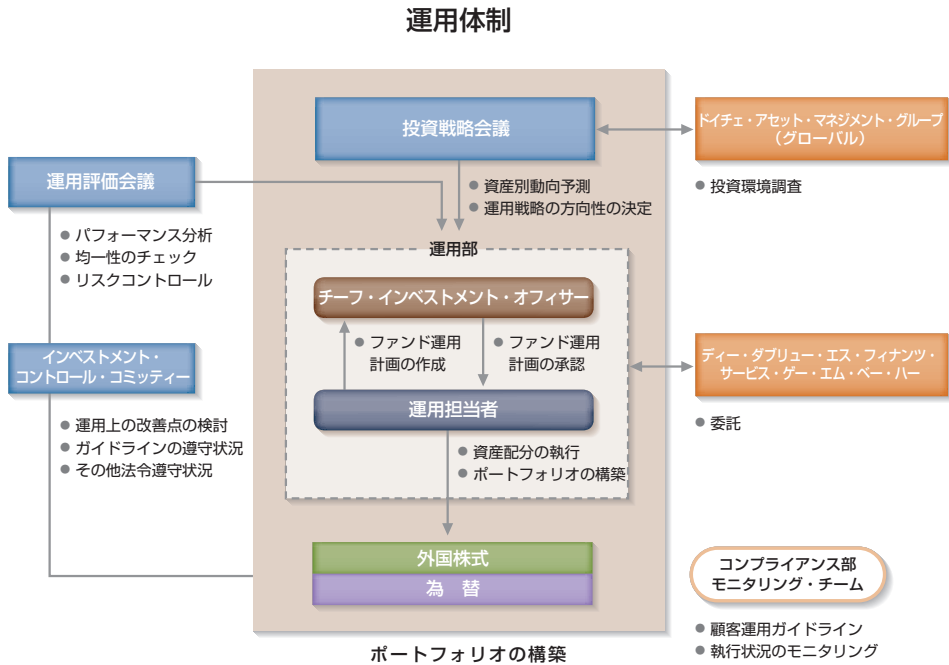 運用体制
投資戦略会議
● 資産別動向予測
● 運用戦略の方向性の決定
ドイチェ・アセット・マネジメント・グループ
（グローバル）
● 投資環境調査
運用評価会議
● パフォーマンス分析
● 均一性のチェック
● リスクコントロール
運用部
チーフ・インベストメント・オフィサー
● ファンド運用
計画の作成
● ファンド運用
計画の承認
運用担当者
● 資産配分の執行
● ポートフォリオの構築
インベストメント・
コントロール・コミッティー
● 運用上の改善点の検討
● ガイドラインの遵守状況
● その他法令遵守状況
ディー・ダブリュー・エス・フィナンツ・
サービス・ゲー・エム・ベー・ハー
● 委託
外国株式
為　替
コンプライアンス部
モニタリング・チーム
● 顧客運用ガイドライン
● 執行状況のモニタリング
ポートフォリオの構築